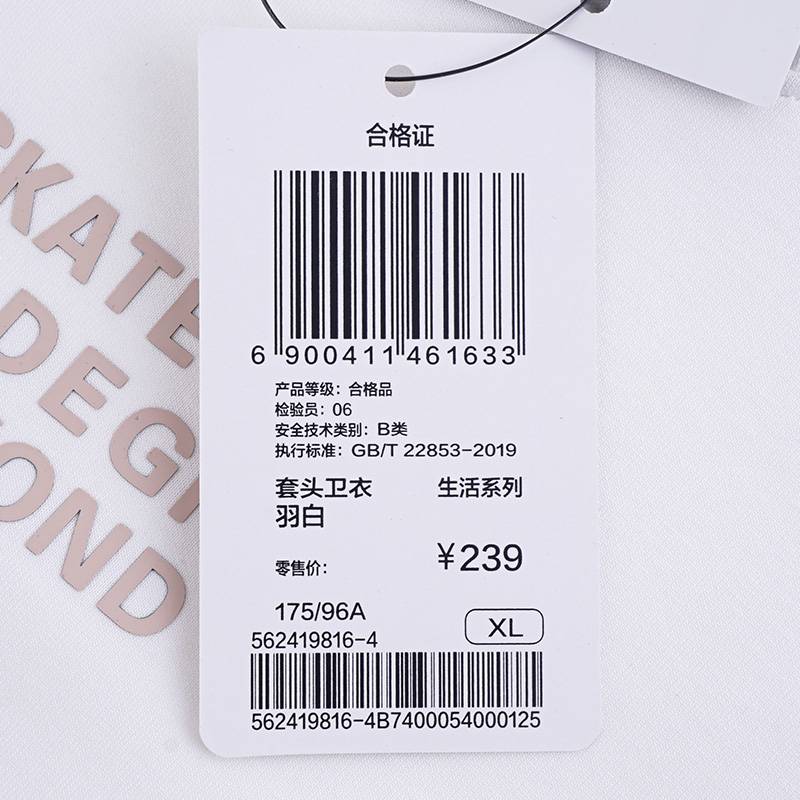 合格证
6 900411 461633
产品等级：合格品
检验员：06
安全技术类别：B类
执行标准：GB/T 22853-2019
套头卫衣 生活系列
羽白
零售价： ¥239
175/96A
562419816-4 XL
562419816-4B7400054000125
SKATE
DEGI
OND